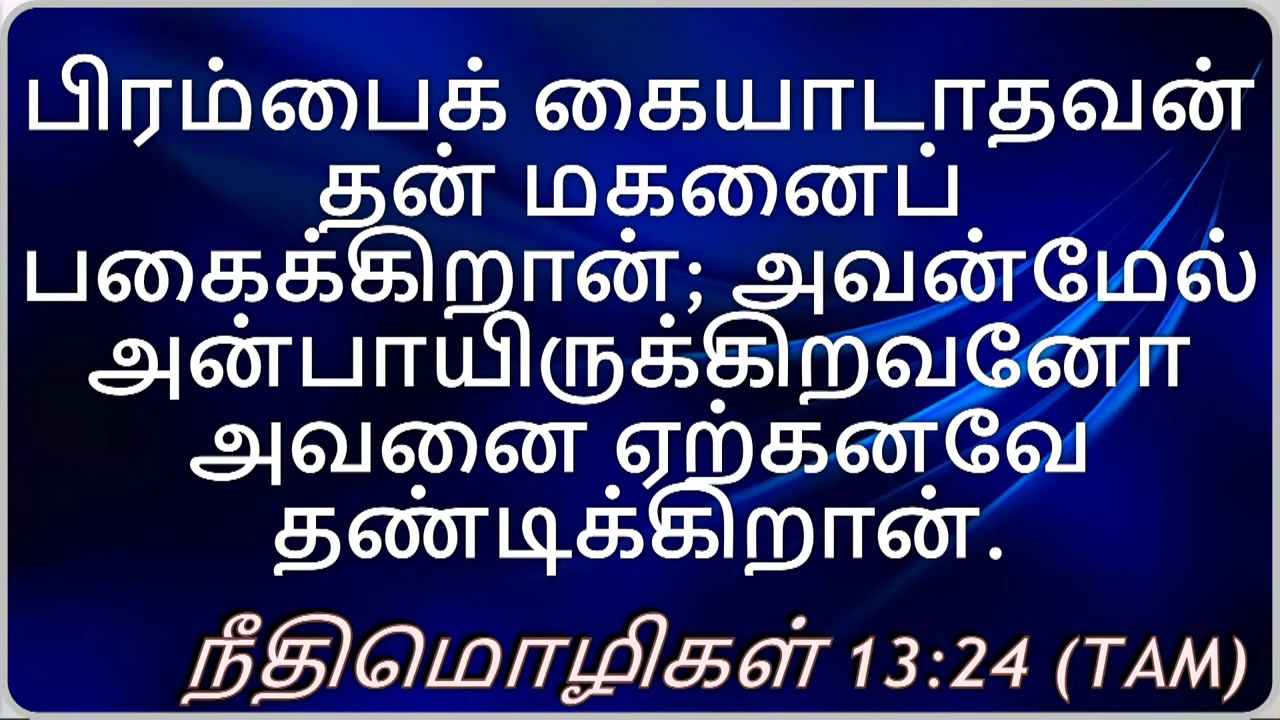 பிரம்பைக் கையாடாதவன்
தன் மகனைப்
பகைக்கிறான்; அவன்மேல்
அன்பாயிருக்கிறவனோ
அவனை ஏற்கனவே
தண்டிக்கிறான்.
நீதிமொழிகள் 13:24 (TAM)